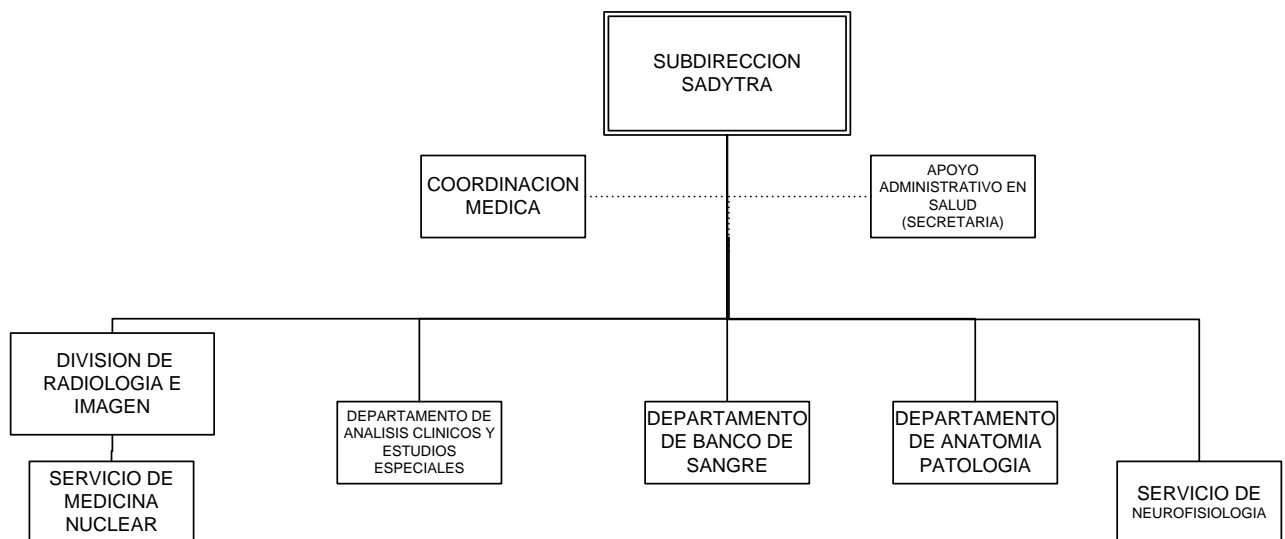 SUBDIRECCION
SADYTRA
COORDINACION
MEDICA
APOYO
ADMINISTRATIVO EN
SALUD
(SECRETARIA)
DIVISION DE
RADIOLOGIA E
IMAGEN
DEPARTAMENTO DE
ANALISIS CLINICOS Y
ESTUDIOS
ESPECIALES
DEPARTAMENTO
DE BANCO DE
SANGRE
DEPARTAMENTO
DE ANATOMIA
PATOLOGIA
SERVICIO DE
MEDICINA
NUCLEAR
SERVICIO DE
NEUROFISIOLOGIA